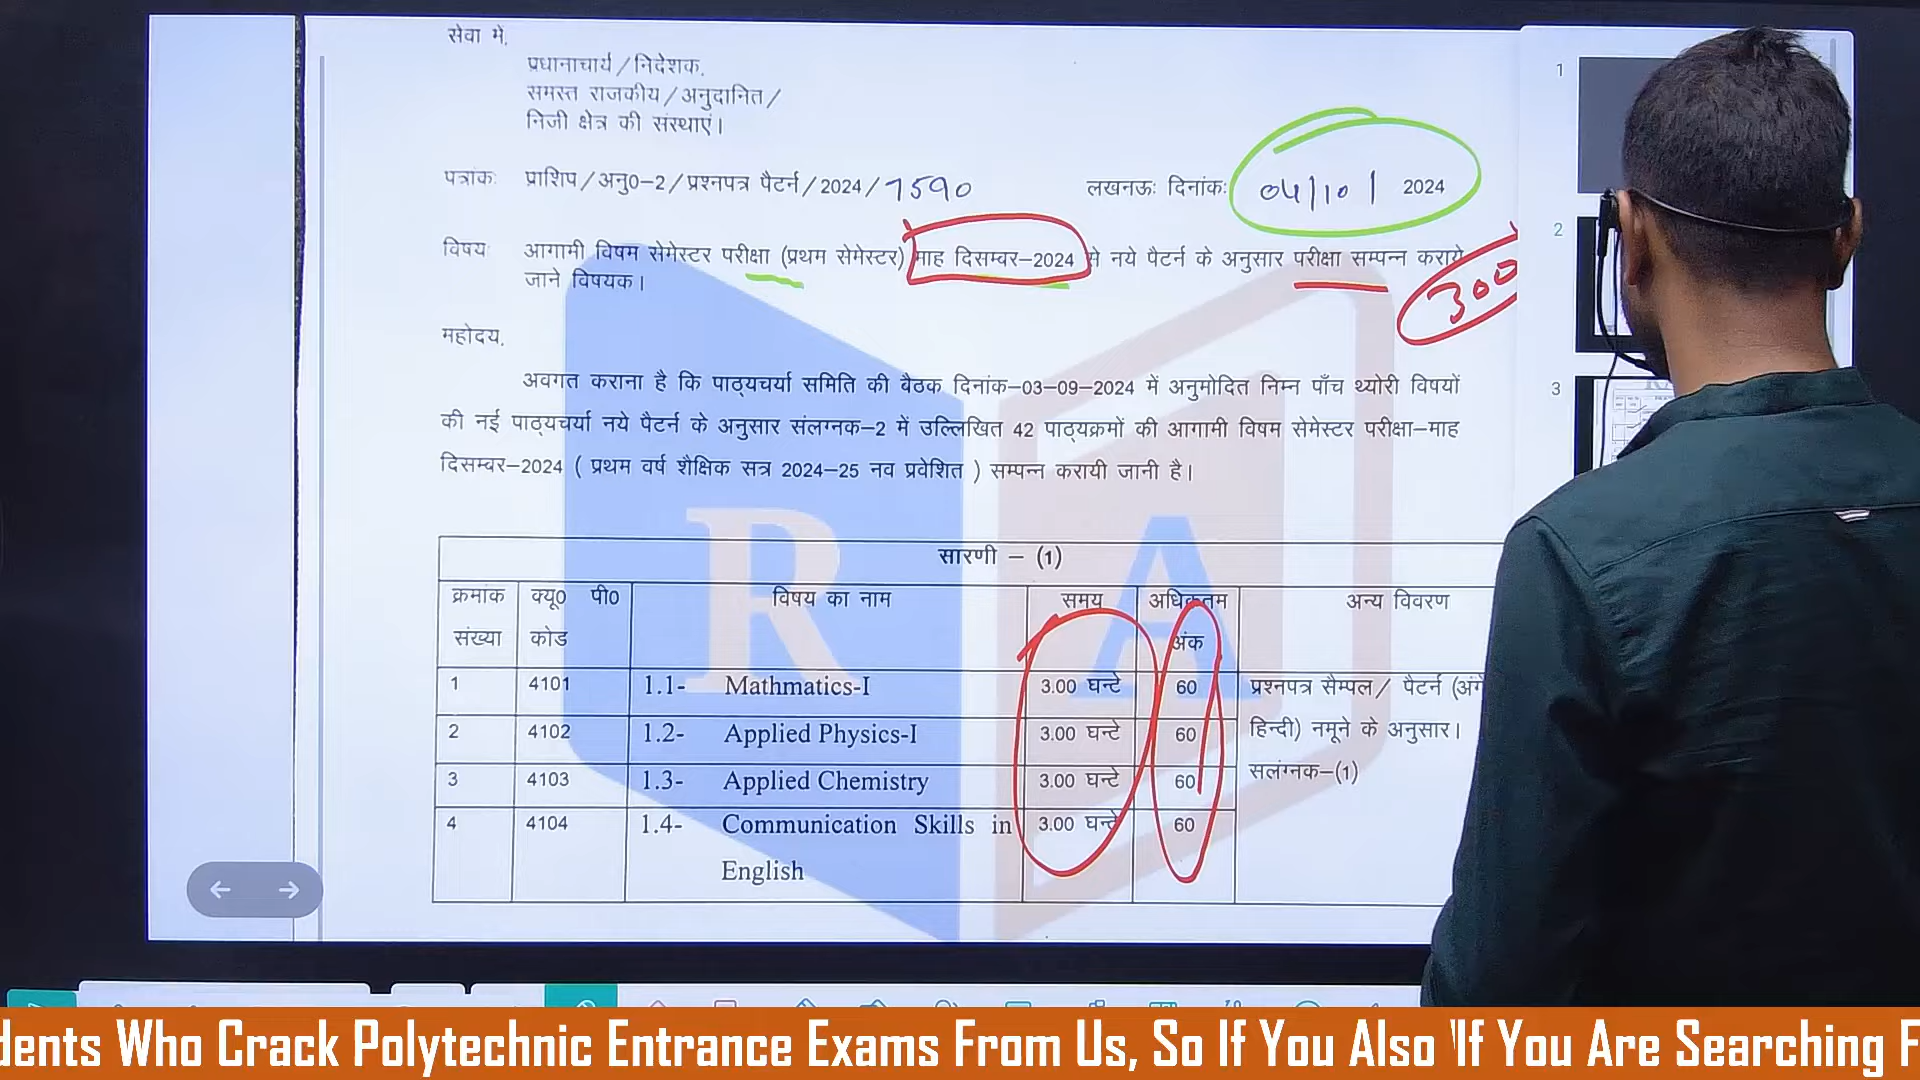 सेवा मे,
प्रधानाचार्य/निदेशक,
समस्त राजकीय/अनुदानित/
निजी क्षेत्र की संस्थाएं।
पत्रांकः प्राशिप/अनु0-2/प्रश्नपत्र पैटर्न/2024/7590 लखनऊः दिनांकः 04/10/ 2024
विषयः आगामी विषम सेमेस्टर परीक्षा (प्रथम सेमेस्टर) माह दिसम्बर-2024 से नये पैटर्न के अनुसार परीक्षा सम्पन्न कराये
जाने विषयक।
300
महोदय,
अवगत कराना है कि पाठ्यचर्या समिति की बैठक दिनांक-03-09-2024 में अनुमोदित निम्न पाँच थ्योरी विषयों
की नई पाठ्यचर्या नये पैटर्न के अनुसार संलग्नक-2 में उल्लिखित 42 पाठ्यक्रमों की आगामी विषम सेमेस्टर परीक्षा-माह
दिसम्बर-2024 ( प्रथम वर्ष शैक्षिक सत्र 2024-25 नव प्रवेशित ) सम्पन्न करायी जानी है।
सारणी - (1)
क्रमांक संख्या क्यू0 पी0 कोड विषय का नाम समय अधिकतम अंक अन्य विवरण
1 4101 1.1- Mathmatics-I 3.00 घन्टे 60 प्रश्नपत्र सैम्पल/ पैटर्न
2 4102 1.2- Applied Physics-I 3.00 घन्टे 60 हिन्दी) नमूने के अनुसार।
3 4103 1.3- Applied Chemistry 3.00 घन्टे 60 सलंग्नक-(1)
4 4104 1.4- Communication Skills in English 3.00 घन्टे 60
R A
1
2
3
dents Who Crack Polytechnic Entrance Exams From Us, So If You Also If You Are Searching F